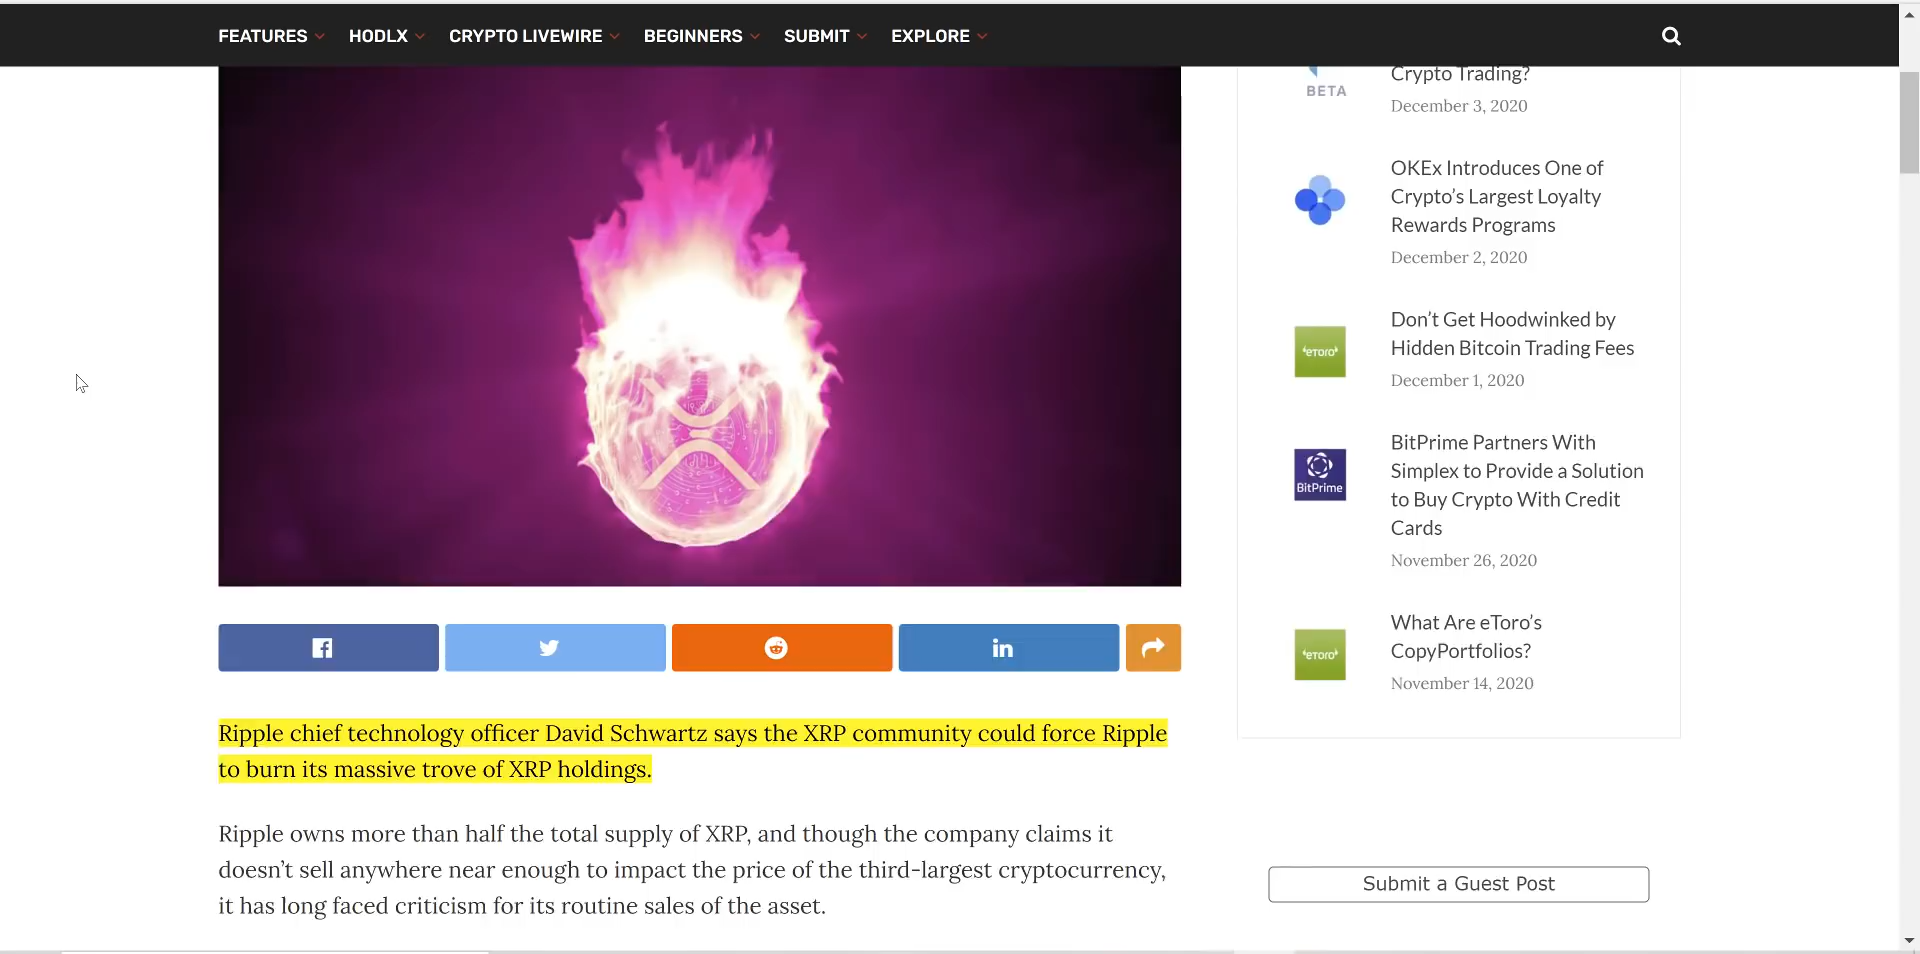 FEATURES HODLX CRYPTO LIVEWIRE BEGINNERS SUBMIT EXPLORE
Ripple chief technology officer David Schwartz says the XRP community could force Ripple
to burn its massive trove of XRP holdings.
Ripple owns more than half the total supply of XRP, and though the company claims it
doesn’t sell anywhere near enough to impact the price of the third-largest cryptocurrency,
it has long faced criticism for its routine sales of the asset.
BETA
Crypto Trading?
December 3, 2020
OKEx Introduces One of
Crypto’s Largest Loyalty
Rewards Programs
December 2, 2020
eToro
Don’t Get Hoodwinked by
Hidden Bitcoin Trading Fees
December 1, 2020
BitPrime
BitPrime Partners With
Simplex to Provide a Solution
to Buy Crypto With Credit
Cards
November 26, 2020
eToro
What Are eToro’s
CopyPortfolios?
November 14, 2020
Submit a Guest Post